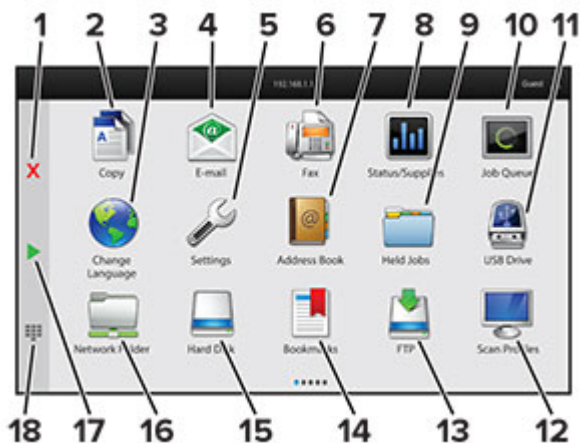 1 2 3 4 5 6 7 8 9 10 11
192.168.1.1 Guest
X
Copy E-mail Fax Status/Supplies Job Queue
Change Language Settings Address Book Held Jobs USB Drive
Network Folder Hard Disk Bookmarks FTP Scan Profiles
18 17 16 15 14 13 12